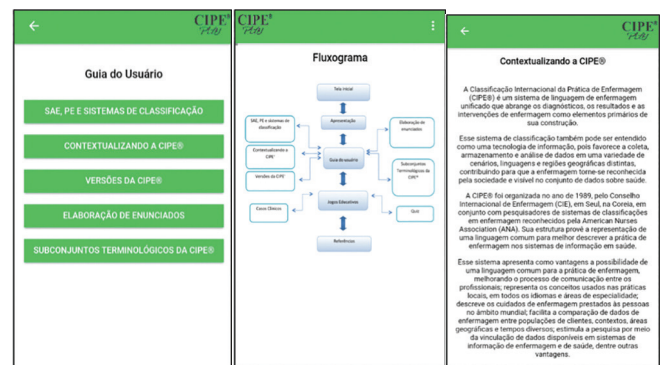 CIPE®
Play
Guia do Usuário
SAE, PE E SISTEMAS DE CLASSIFICAÇÃO
CONTEXTUALIZANDO A CIPE®
VERSÕES DA CIPE®
ELABORAÇÃO DE ENUNCIADOS
SUBCONJUNTOS TERMINOLÓGICOS DA CIPE®
CIPE®
Play
Fluxograma
Tela Inicial
Apresentação
SAE, PE e sistemas de
classificação
Elaboração de
enunciados
Contextualizando a
CIPE®
Guia do usuário
Subconjuntos
Terminológicos da
CIPE®
Versões da CIPE®
Jogos Educativos
Casos Clínicos
Quiz
Referências
CIPE®
Play
Contextualizando a CIPE®
A Classificação Internacional da Prática de Enfermagem
(CIPE®) é um sistema de linguagem de enfermagem
unificado que abrange os diagnósticos, os resultados e as
intervenções de enfermagem como elementos primários de
sua construção.
Esse sistema de classificação também pode ser entendido
como uma tecnologia de informação, pois favorece a coleta,
armazenamento e análise de dados em uma variedade de
cenários, linguagens e regiões geográficas distintas,
contribuindo para que a enfermagem torne-se reconhecida
pela sociedade e visível no conjunto de dados sobre saúde.
A CIPE® foi organizada no ano de 1989, pelo Conselho
Internacional de Enfermagem (CIE), em Seul, na Coreia, em
conjunto com pesquisadores de sistemas de classificações
em enfermagem reconhecidos pela American Nurses
Association (ANA). Sua estrutura provê a representação de
uma linguagem comum para melhor descrever a prática de
enfermagem nos sistemas de informação em saúde.
Esse sistema apresenta como vantagens a possibilidade de
uma linguagem comum para a prática de enfermagem,
melhorando o processo de comunicação entre os
profissionais; representa os conceitos usados nas práticas
locais, em todos os idiomas e áreas de especialidade;
descreve os cuidados de enfermagem prestados às pessoas
no âmbito mundial; facilita a comparação de dados de
enfermagem entre populações de clientes, contextos, áreas
geográficas e tempos diversos; estimula a pesquisa por meio
da vinculação de dados disponíveis em sistemas de
informação de enfermagem e de saúde, dentre outras
vantagens.